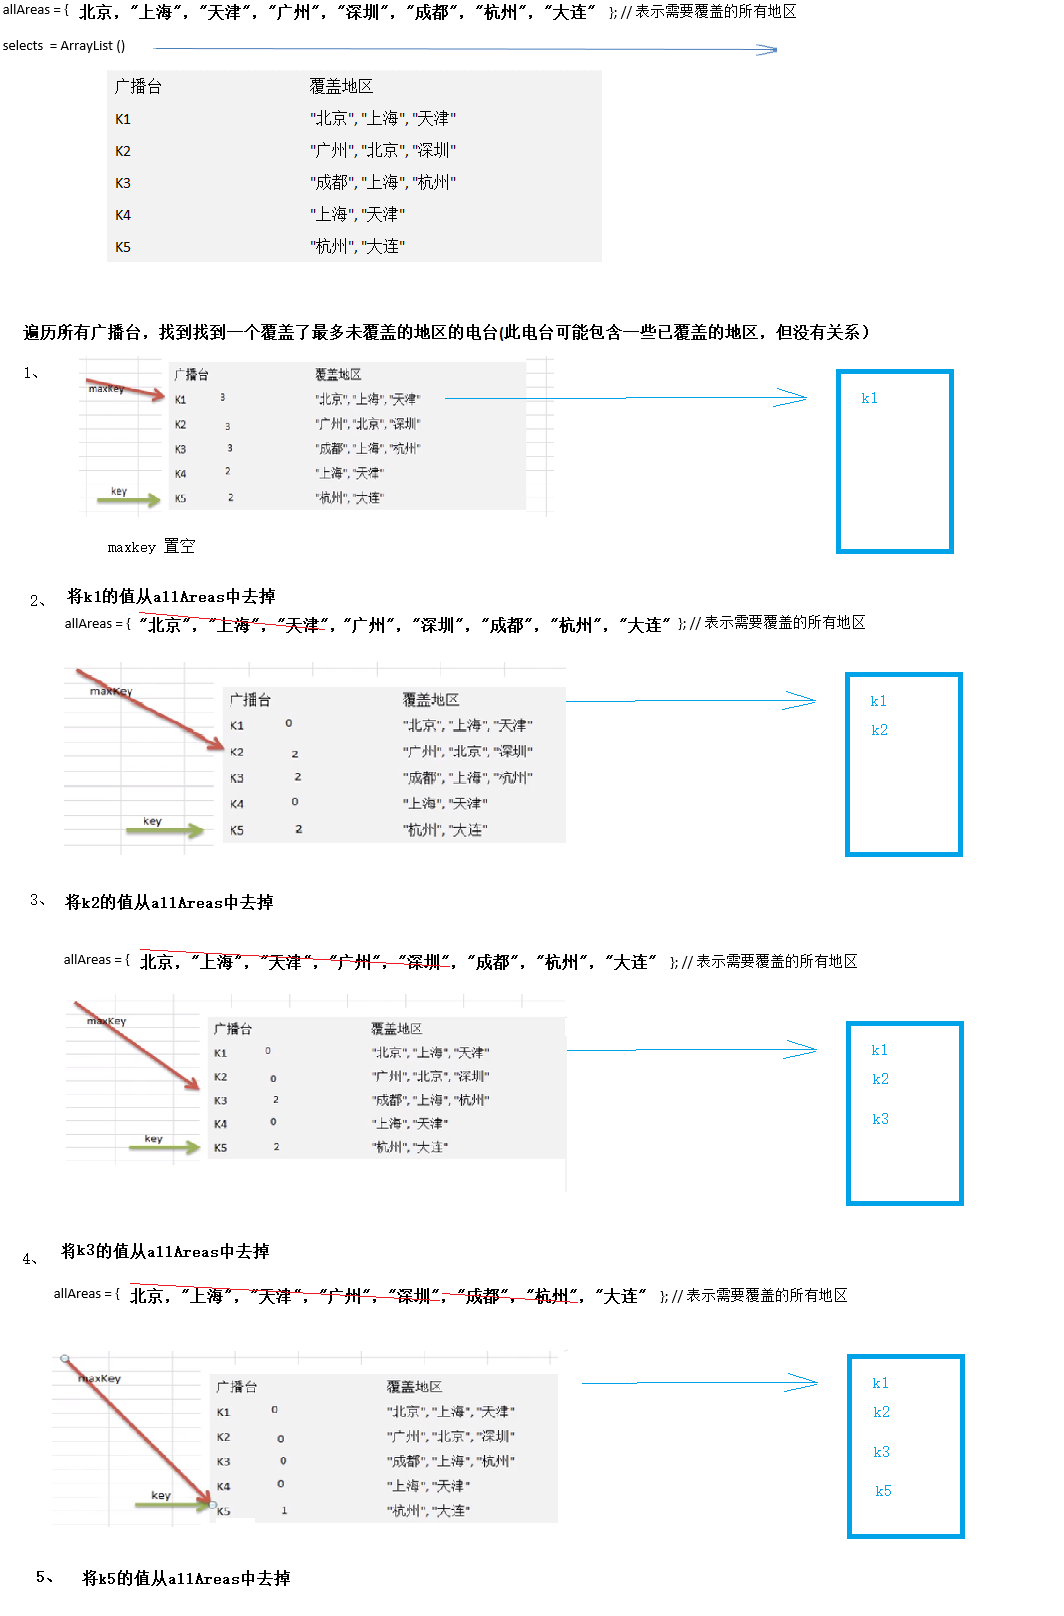 allAreas = { 北京, "上海", "天津", "广州", "深圳", "成都", "杭州", "大连" }; // 表示需要覆盖的所有地区
selects = ArrayList ()
广播台 覆盖地区
K1 "北京", "上海", "天津"
K2 "广州", "北京", "深圳"
K3 "成都", "上海", "杭州"
K4 "上海", "天津"
K5 "杭州", "大连"
遍历所有广播台，找到找到一个覆盖了最多未覆盖的地区的电台(此电台可能包含一些已覆盖的地区，但没有关系)
1、
maxKey
广播台 覆盖地区
K1 3 "北京", "上海", "天津"
K2 3 "广州", "北京", "深圳"
K3 3 "成都", "上海", "杭州"
K4 2 "上海", "天津"
key
K5 2 "杭州", "大连"
k1
maxkey 置空
2、 将k1的值从allAreas中去掉
allAreas = { "北京", "上海", "天津", "广州", "深圳", "成都", "杭州", "大连" }; // 表示需要覆盖的所有地区
maxKey
广播台 覆盖地区
K1 0 "北京", "上海", "天津"
K2 2 "广州", "北京", "深圳"
K3 2 "成都", "上海", "杭州"
K4 0 "上海", "天津"
key
K5 2 "杭州", "大连"
k1
k2
3、 将k2的值从allAreas中去掉
allAreas = { 北京, "上海", "天津", "广州", "深圳", "成都", "杭州", "大连" }; // 表示需要覆盖的所有地区
maxKey
广播台 覆盖地区
K1 0 "北京", "上海", "天津"
K2 0 "广州", "北京", "深圳"
K3 2 "成都", "上海", "杭州"
K4 0 "上海", "天津"
key
K5 2 "杭州", "大连"
k1
k2
k3
4、 将k3的值从allAreas中去掉
allAreas = { 北京, "上海", "天津", "广州", "深圳", "成都", "杭州", "大连" }; // 表示需要覆盖的所有地区
maxKey
广播台 覆盖地区
K1 0 "北京", "上海", "天津"
K2 0 "广州", "北京", "深圳"
K3 0 "成都", "上海", "杭州"
K4 0 "上海", "天津"
key
K5 1 "杭州", "大连"
k1
k2
k3
k5
5、 将k5的值从allAreas中去掉